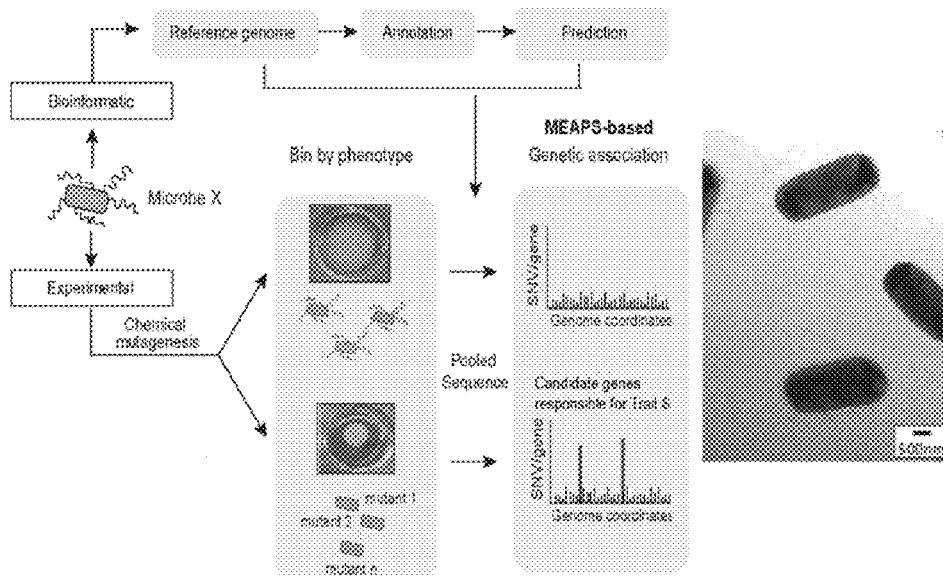 Reference genome
Annotation
Prediction
Bioinformatic
MEAPS-based
Genetic association
Bin by phenotype
Microbe X
Experimental
Chemical
mutagenesis
SNV/gene
Genome coordinates
Pooled
Sequence
Candidate genes
responsible for Trait S
SNV/gene
Genome coordinates
mutant 1
mutant 2
mutant n
500nm